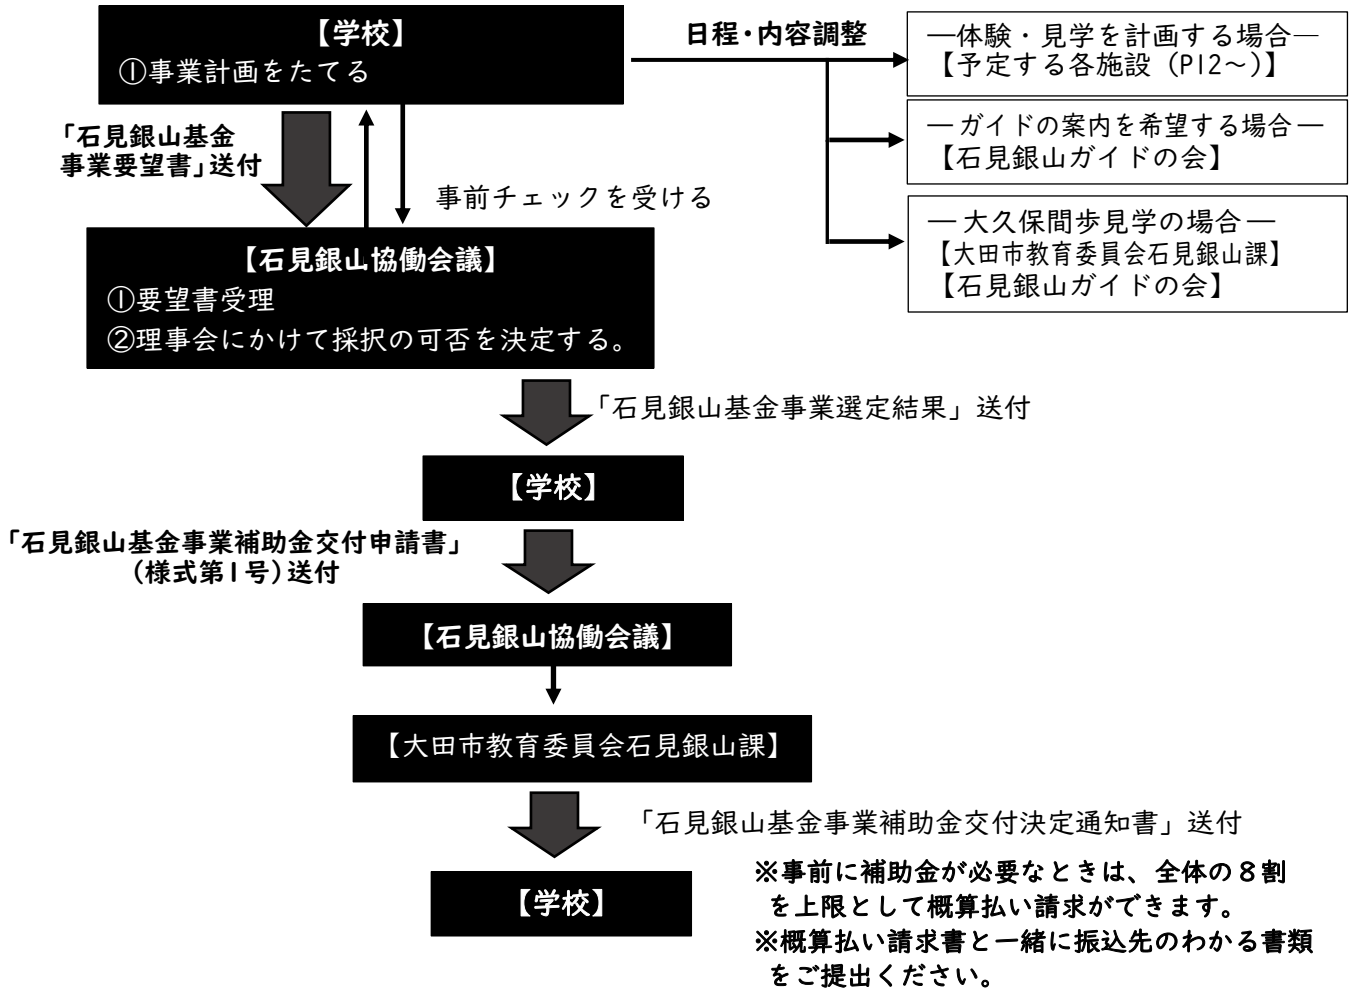 【学校】
①事業計画をたてる
日程・内容調整
―体験・見学を計画する場合―
【予定する各施設（P12～）】
「石見銀山基金
事業要望書」送付
―ガイドの案内を希望する場合―
【石見銀山ガイドの会】
事前チェックを受ける
―大久保間歩見学の場合―
【大田市教育委員会石見銀山課】
【石見銀山ガイドの会】
【石見銀山協働会議】
①要望書受理
②理事会にかけて採択の可否を決定する。
「石見銀山基金事業選定結果」送付
【学校】
「石見銀山基金事業補助金交付申請書」
（様式第1号）送付
【石見銀山協働会議】
【大田市教育委員会石見銀山課】
「石見銀山基金事業補助金交付決定通知書」送付
【学校】
※事前に補助金が必要なときは、全体の８割
を上限として概算払い請求ができます。
※概算払い請求書と一緒に振込先のわかる書類
をご提出ください。